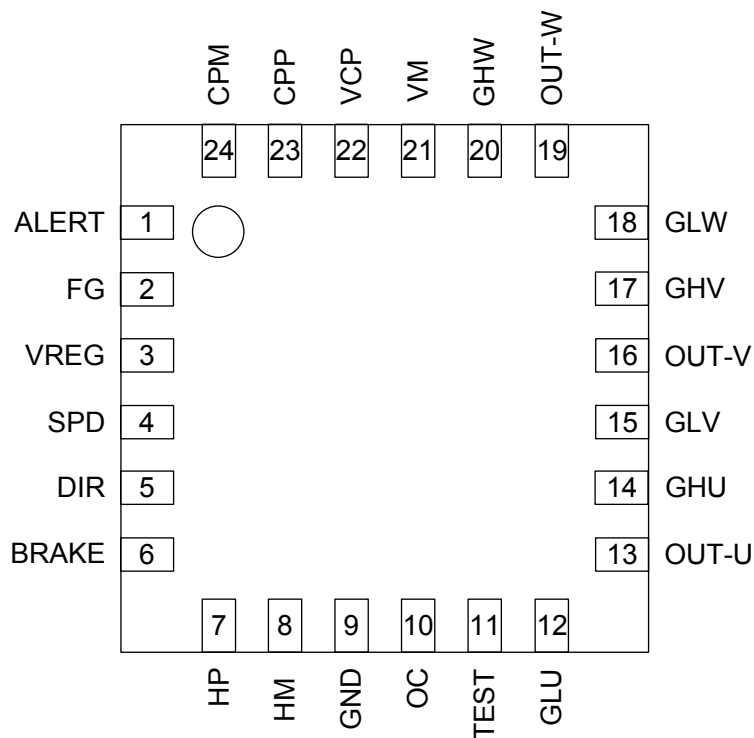 CPM
CPP
VCP
VM
GHW
OUT-W
24
23
22
21
20
19
ALERT 1
18 GLW
FG 2
17 GHV
VREG 3
16 OUT-V
SPD 4
15 GLV
DIR 5
14 GHU
BRAKE 6
13 OUT-U
7
8
9
10
11
12
HP
HM
GND
OC
TEST
GLU